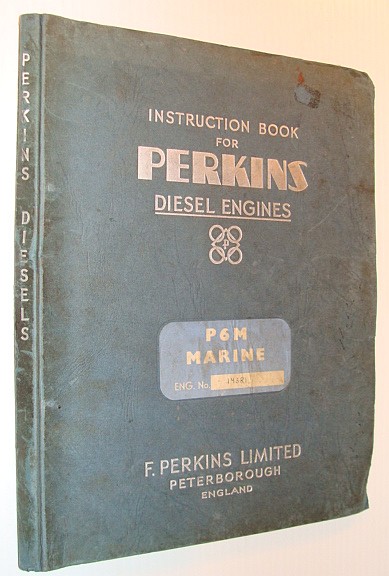 PERKINS DIESELS
INSTRUCTION BOOK
FOR
PERKINS
DIESEL ENGINES
P
P6M
MARINE
ENG. No.
F. PERKINS LIMITED
PETERBOROUGH
ENGLAND